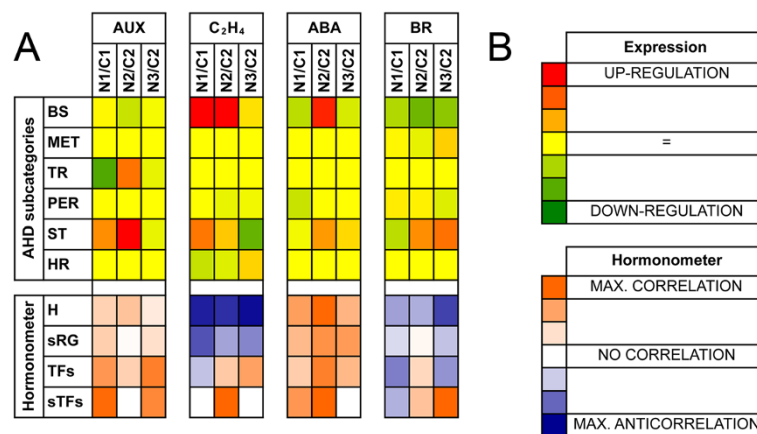 A
AUX C₂H₄ ABA BR
N1/C1 N2/C2 N3/C2 N1/C1 N2/C2 N3/C2 N1/C1 N2/C2 N3/C2 N1/C1 N2/C2 N3/C2
AHD subcategories
BS
MET
TR
PER
ST
HR
Hormonometer
H
sRG
TFs
sTFs
B
Expression
UP-REGULATION
=
DOWN-REGULATION
Hormonometer
MAX. CORRELATION
NO CORRELATION
MAX. ANTICORRELATION